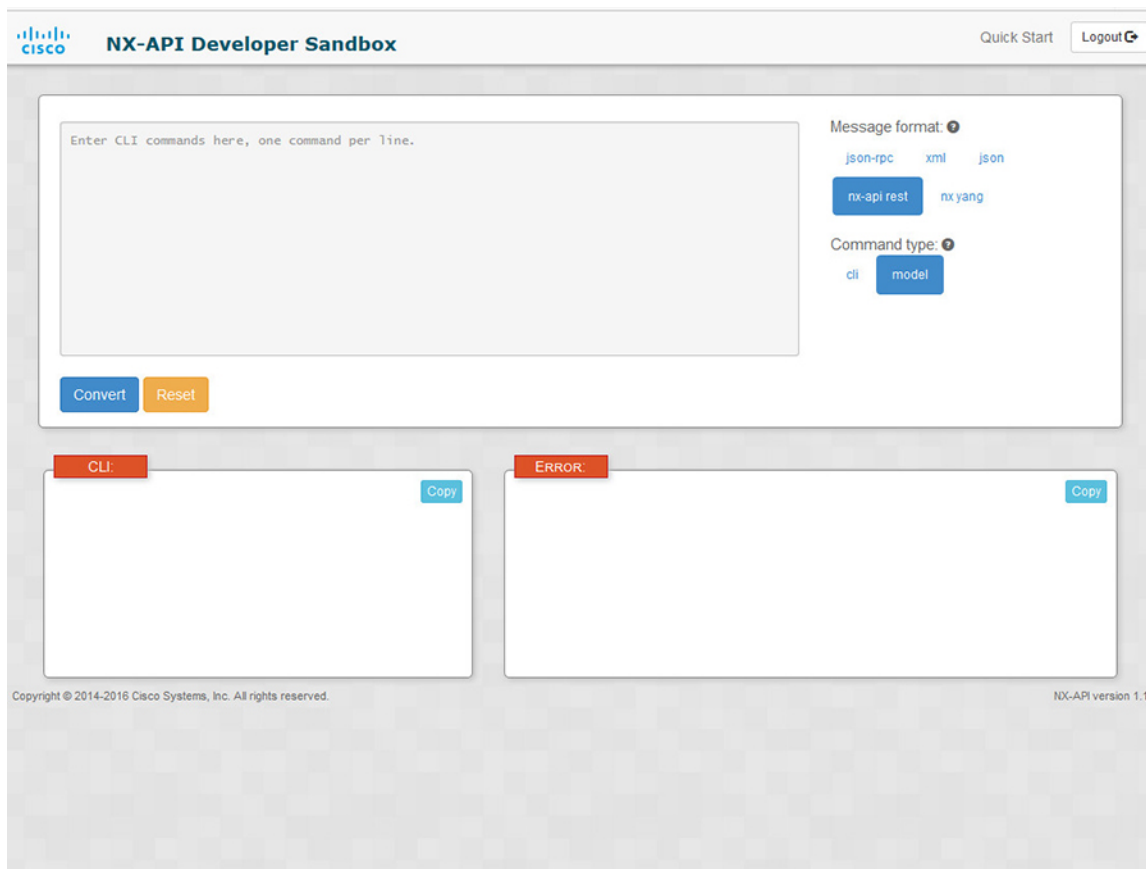 CISCO
NX-API Developer Sandbox
Quick Start
Logout
Enter CLI commands here, one command per line.
Message format:
json-rpc xml json
nx-api rest nx yang
Command type:
cli model
Convert Reset
CLI:
Copy
ERROR:
Copy
Copyright © 2014-2016 Cisco Systems, Inc. All rights reserved.
NX-API version 1.1